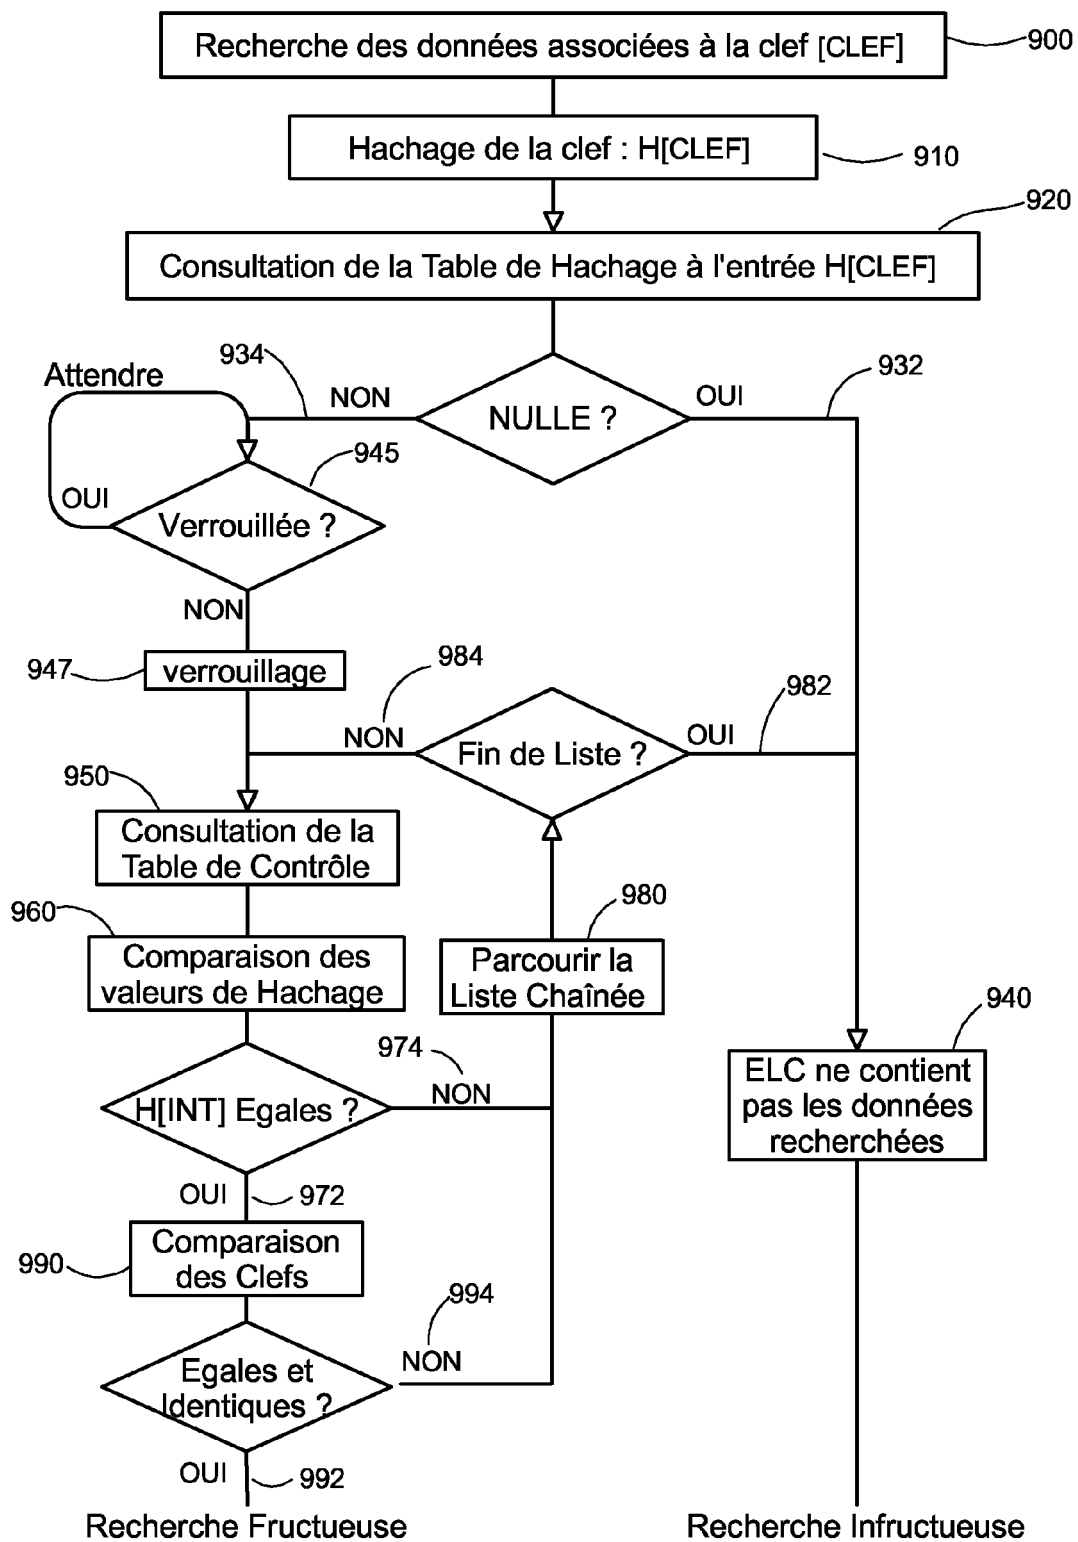 Recherche des données associées à la clef [CLEF]
900
Hachage de la clef : H[CLEF]
910
920
Consultation de la Table de Hachage à l'entrée H[CLEF]
934
932
Attendre
NON
OUI
NULLE ?
945
OUI
Verrouillée ?
NON
947
verrouillage
984
982
NON
OUI
Fin de Liste ?
950
Consultation de la
Table de Contrôle
980
960
Comparaison des
valeurs de Hachage
Parcourir la
Liste Chaînée
940
974
NON
H[INT] Egales ?
ELC ne contient
pas les données
recherchées
OUI
972
990
Comparaison
des Clefs
994
NON
Egales et
Identiques ?
OUI
992
Recherche Fructueuse
Recherche Infructueuse